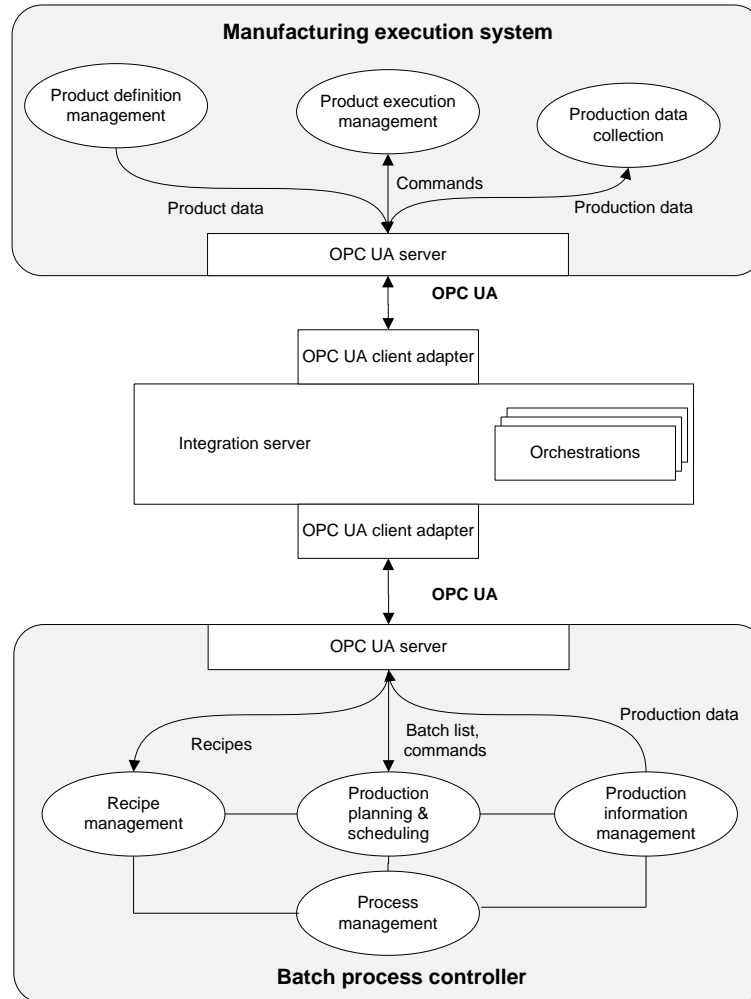 Manufacturing execution system
Product definition
management
Product execution
management
Production data
collection
Commands
Product data
Production data
OPC UA server
OPC UA
OPC UA client adapter
Integration server
Orchestrations
OPC UA client adapter
OPC UA
OPC UA server
Recipes
Batch list,
commands
Production data
Recipe
management
Production
planning &
scheduling
Production
information
management
Process
management
Batch process controller